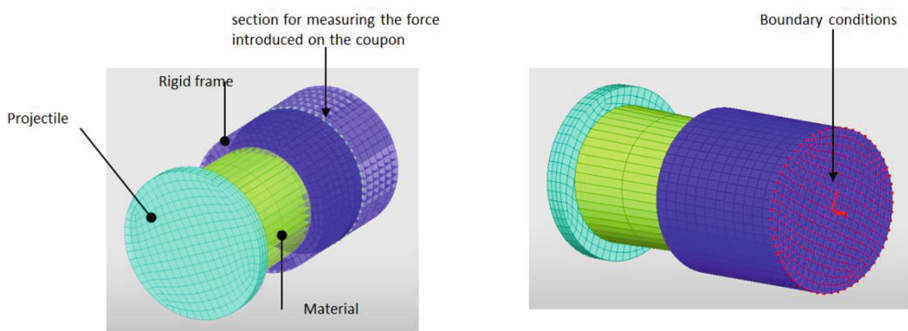 section for measuring the force
introduced on the coupon
Rigid frame
Projectile
Material
Boundary conditions